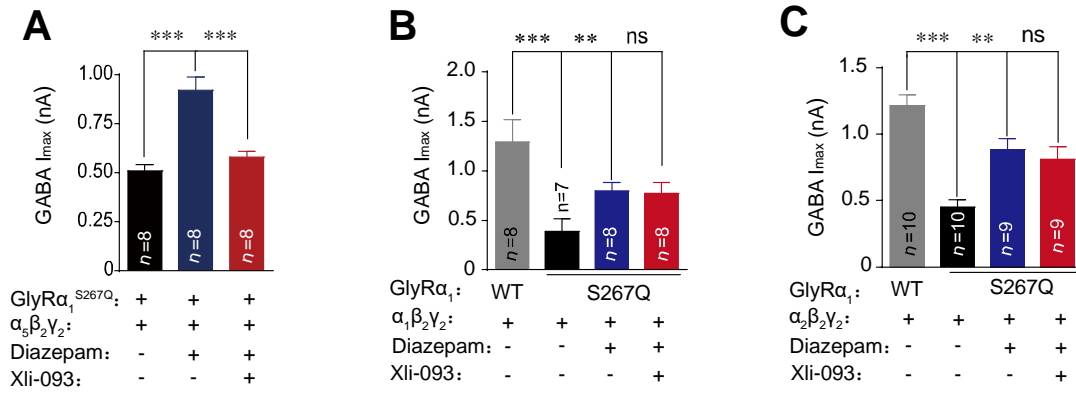 A
*** ***
GABA Imax (nA)
1.00
0.75
0.50
0.25
0
n=8
n=8
n=8
GlyRα₁S267Q: + + +
α₅β₂γ₂: + + +
Diazepam: - + +
Xli-093: - - +
B
*** ** ns
GABA Imax (nA)
2.0
1.5
1.0
0.5
0
n=8
n=7
n=8
n=8
GlyRα₁: WT S267Q
α₁β₂γ₂: + + + +
Diazepam: - - + +
Xli-093: - - - +
C
*** ** ns
GABA Imax (nA)
1.5
1.0
0.5
0
n=10
n=10
n=9
n=9
GlyRα₁: WT S267Q
α₂β₂γ₂: + + + +
Diazepam: - - + +
Xli-093: - - - +